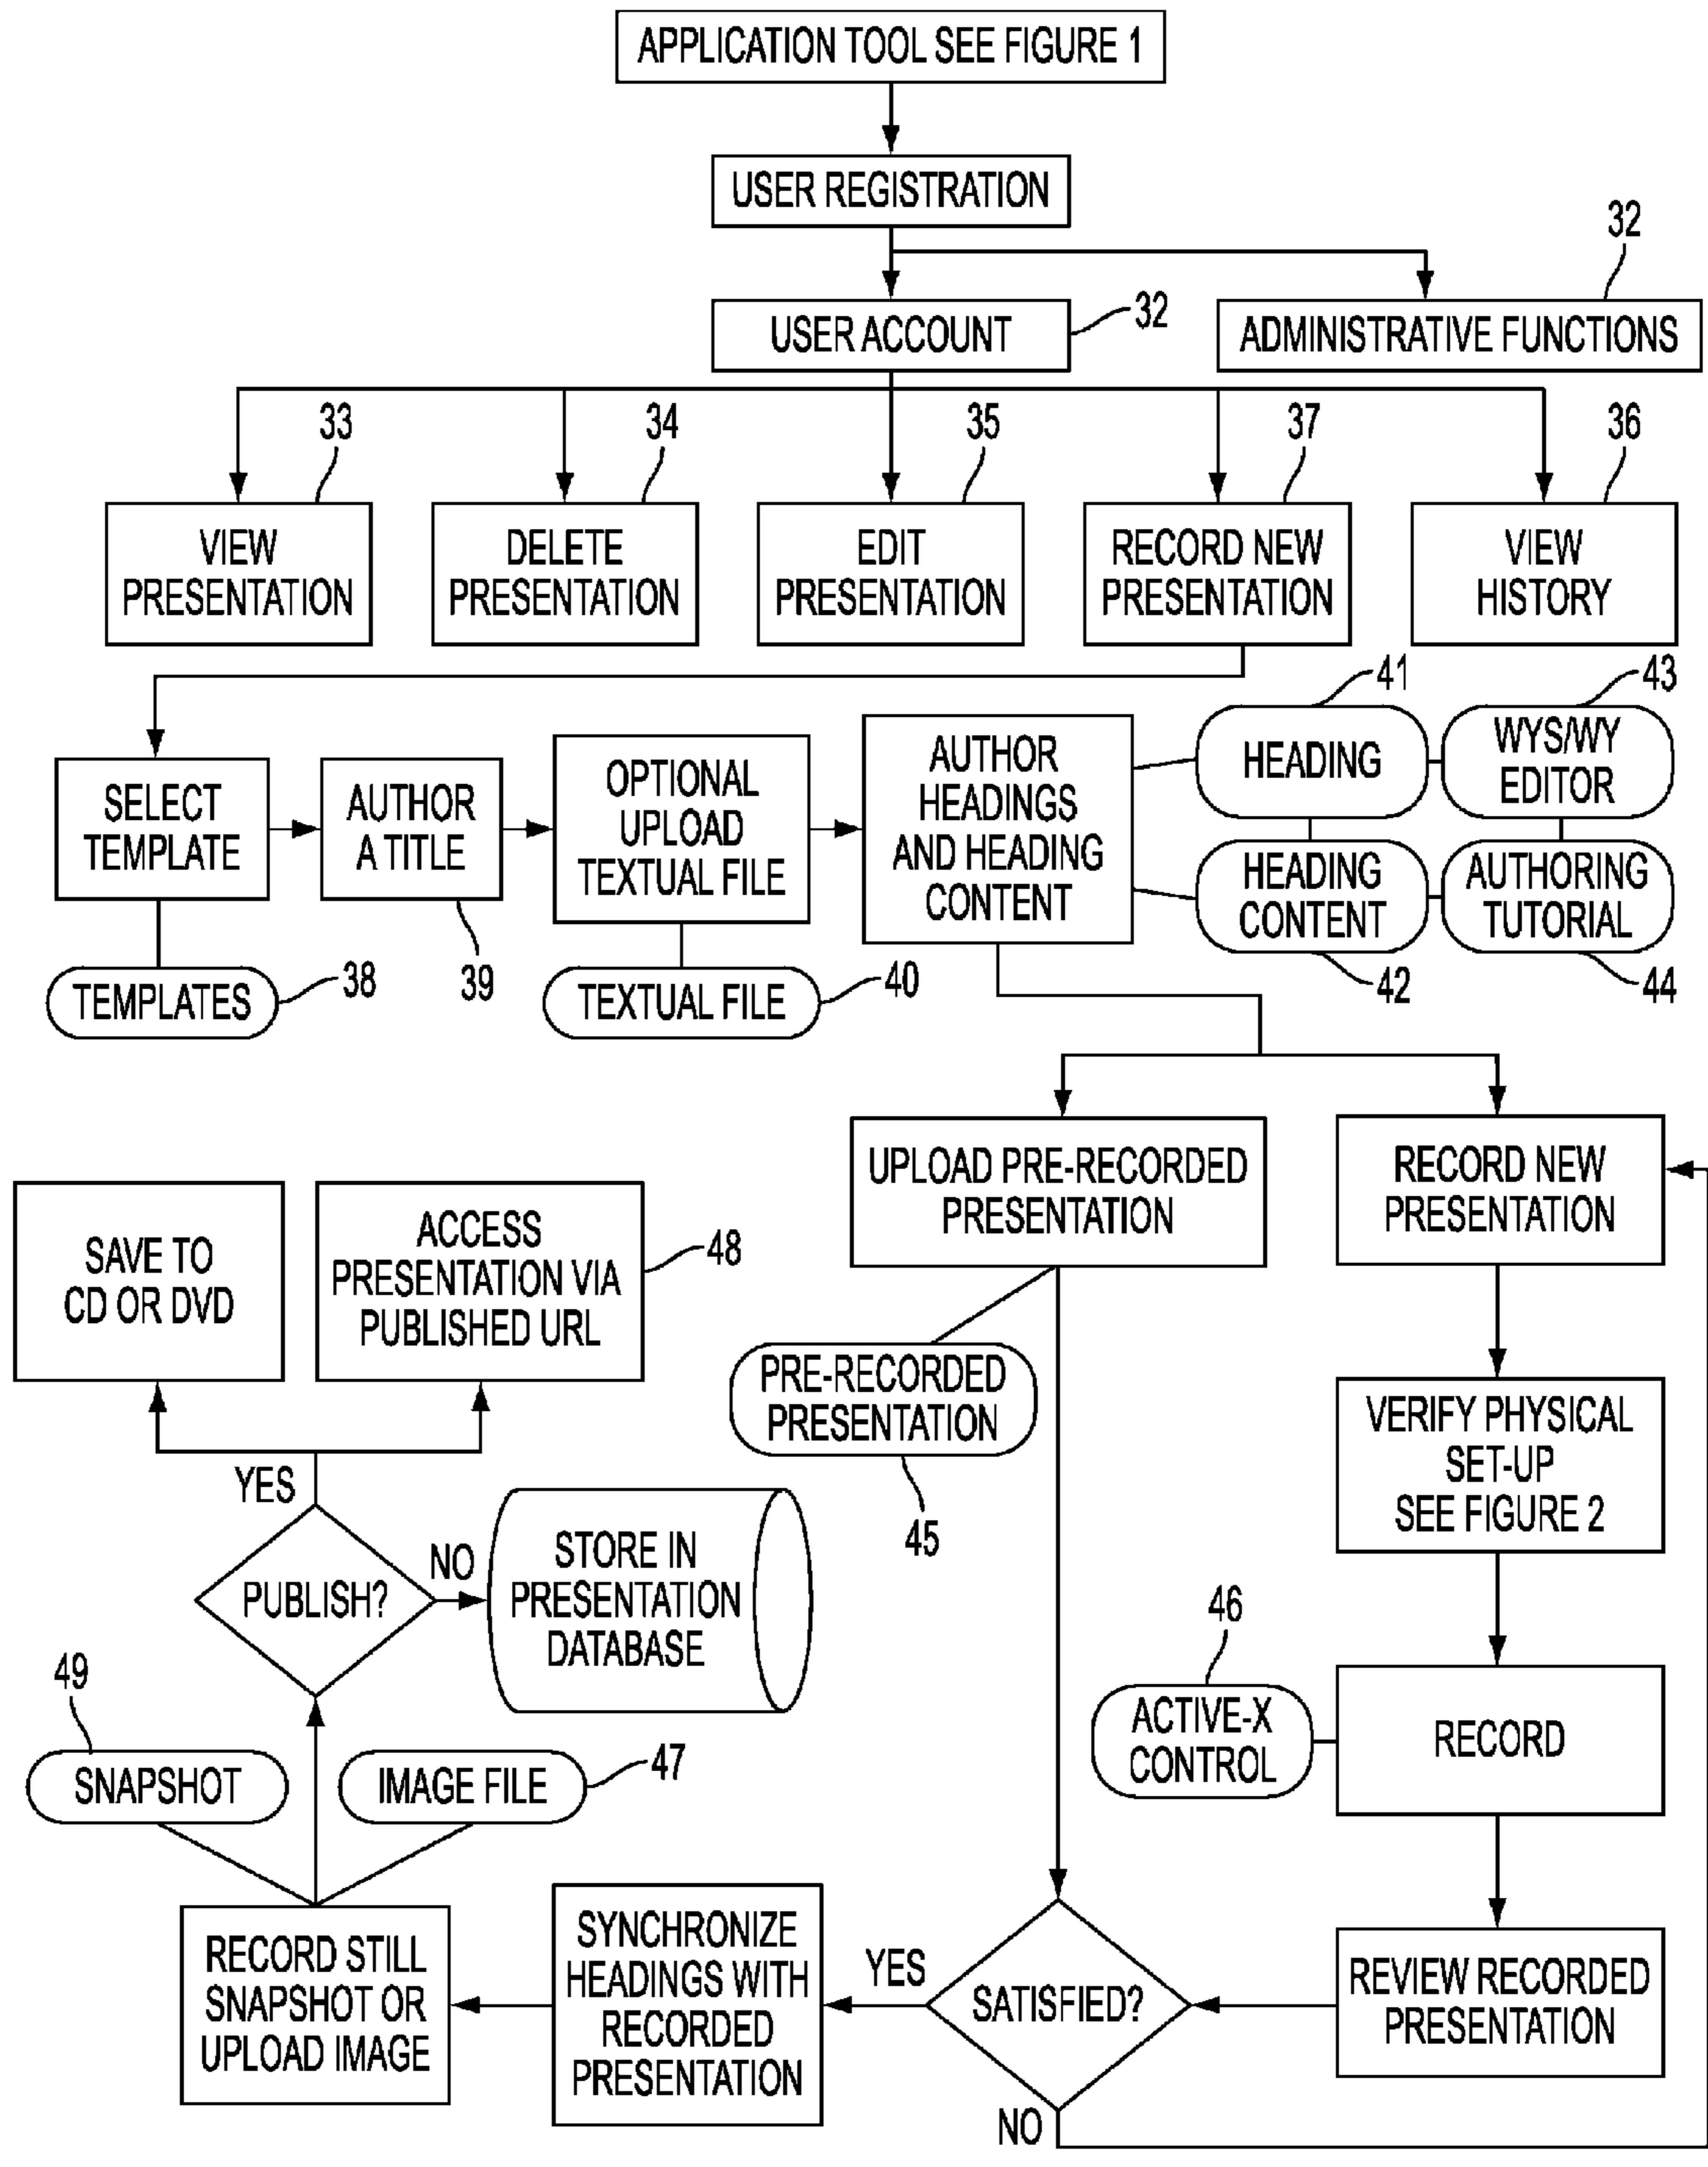 APPLICATION TOOL SEE FIGURE 1
USER REGISTRATION
32
USER ACCOUNT
32
ADMINISTRATIVE FUNCTIONS
33
34
35
37
36
VIEW
PRESENTATION
DELETE
PRESENTATION
EDIT
PRESENTATION
RECORD NEW
PRESENTATION
VIEW
HISTORY
41
43
SELECT
TEMPLATE
AUTHOR
A TITLE
OPTIONAL
UPLOAD
TEXTUAL FILE
AUTHOR
HEADINGS
AND HEADING
CONTENT
HEADING
WYS/WY
EDITOR
HEADING
CONTENT
AUTHORING
TUTORIAL
TEMPLATES
38
39
TEXTUAL FILE
40
42
44
UPLOAD PRE-RECORDED
PRESENTATION
RECORD NEW
PRESENTATION
SAVE TO
CD OR DVD
ACCESS
PRESENTATION VIA
PUBLISHED URL
48
PRE-RECORDED
PRESENTATION
45
VERIFY PHYSICAL
SET-UP
SEE FIGURE 2
YES
PUBLISH?
NO
STORE IN
PRESENTATION
DATABASE
46
ACTIVE-X
CONTROL
RECORD
49
SNAPSHOT
IMAGE FILE
47
RECORD STILL
SNAPSHOT OR
UPLOAD IMAGE
SYNCHRONIZE
HEADINGS WITH
RECORDED
PRESENTATION
YES
SATISFIED?
REVIEW RECORDED
PRESENTATION
NO